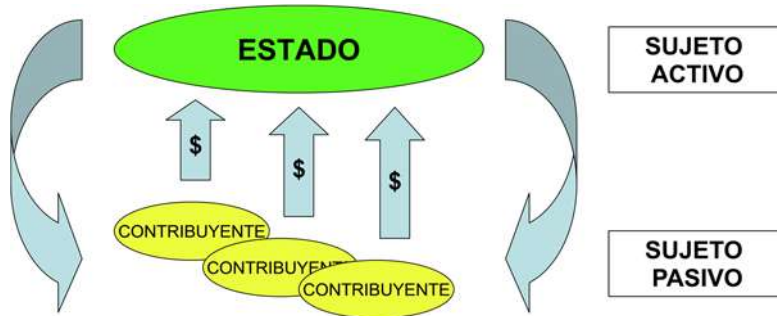 ESTADO
SUJETO
ACTIVO
$
$
$
CONTRIBUYENTE
CONTRIBUYENTE
CONTRIBUYENTE
SUJETO
PASIVO